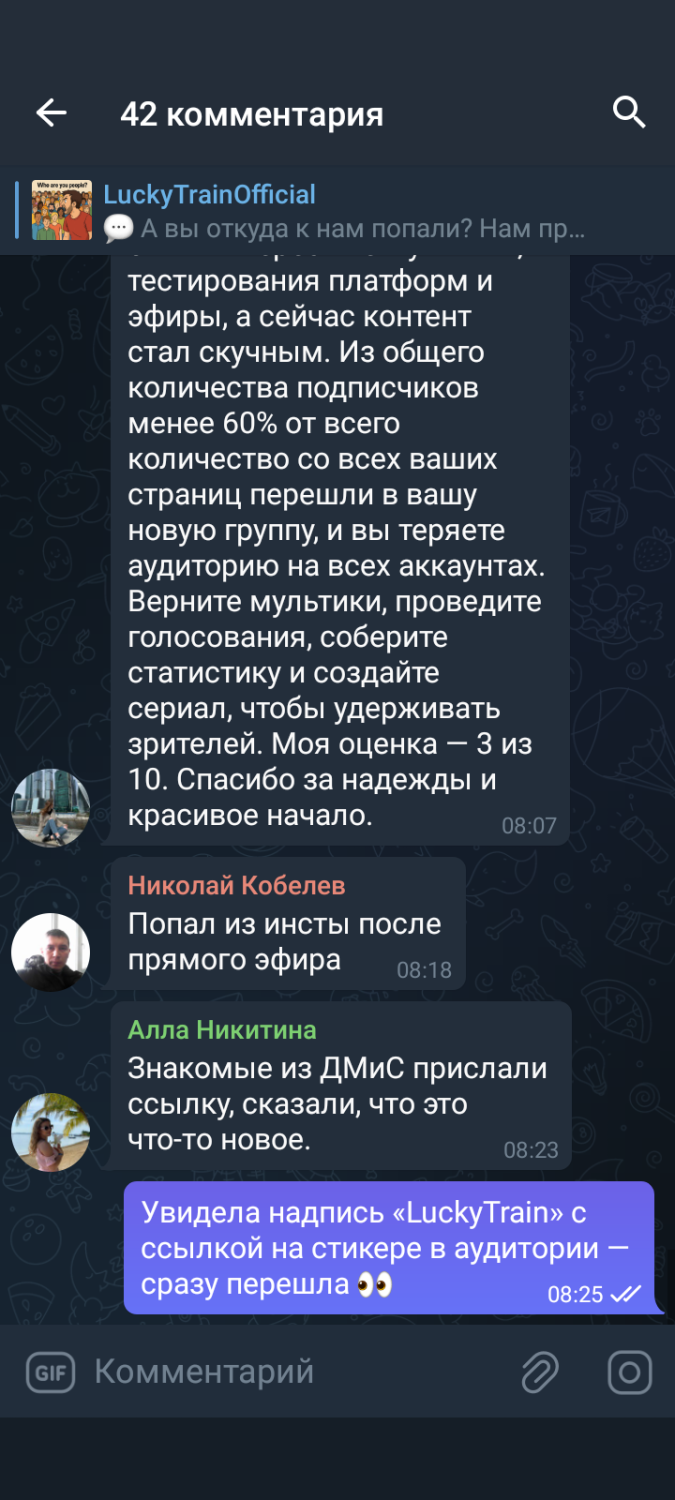 42 комментария
Who are you people?
LuckyTrainOfficial
💬 А вы откуда к нам попали? Нам пр...
тестирования платформ и
эфиры, а сейчас контент
стал скучным. Из общего
количества подписчиков
менее 60% от всего
количество со всех ваших
страниц перешли в вашу
новую группу, и вы теряете
аудиторию на всех аккаунтах.
Верните мультики, проведите
голосования, соберите
статистику и создайте
сериал, чтобы удерживать
зрителей. Моя оценка — 3 из
10. Спасибо за надежды и
красивое начало.
08:07
Николай Кобелев
Попал из инсты после
прямого эфира
08:18
Алла Никитина
Знакомые из ДМиС прислали
ссылку, сказали, что это
что-то новое.
08:23
Увидела надпись «LuckyTrain» с
ссылкой на стикере в аудитории —
сразу перешла 👀
08:25
GIF Комментарий